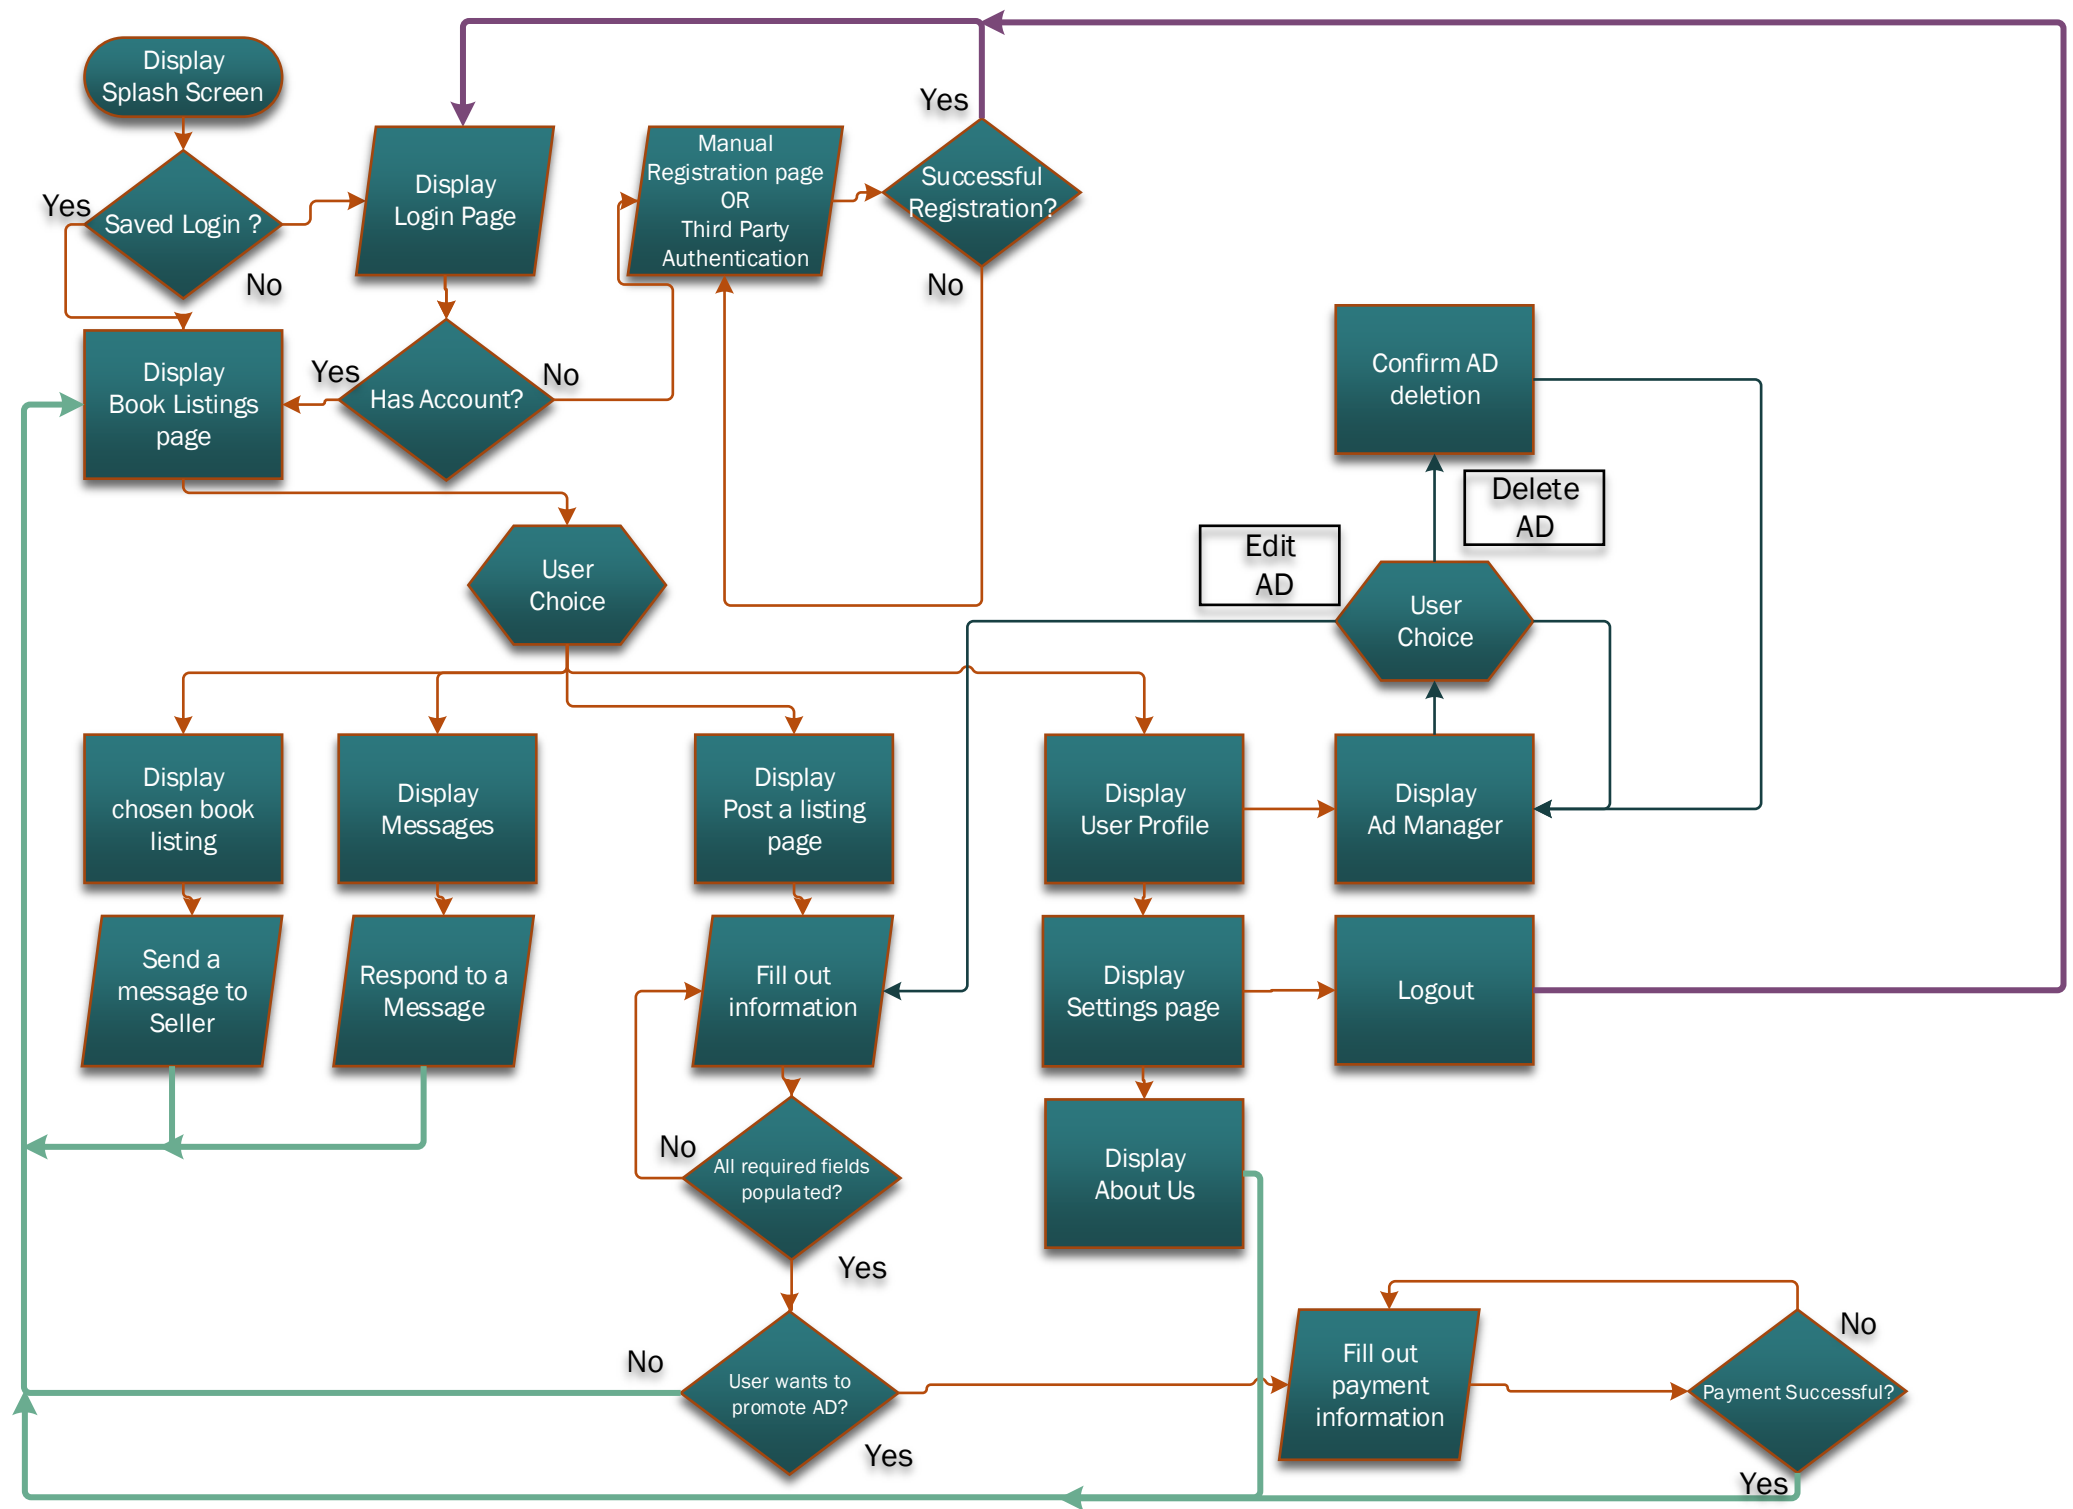 Display
Splash Screen
Yes
Saved Login ?
No
Display
Login Page
Manual
Registration page
OR
Third Party
Authentication
Yes
Successful
Registration?
No
Display
Book Listings
page
Yes
Has Account?
No
Confirm AD
deletion
Delete
AD
Edit
AD
User
Choice
User
Choice
Display
chosen book
listing
Display
Messages
Display
Post a listing
page
Display
User Profile
Display
Ad Manager
Send a
message to
Seller
Respond to a
Message
Fill out
information
Display
Settings page
Logout
No
All required fields
populated?
Yes
Display
About Us
No
User wants to
promote AD?
Yes
Fill out
payment
information
No
Payment Successful?
Yes